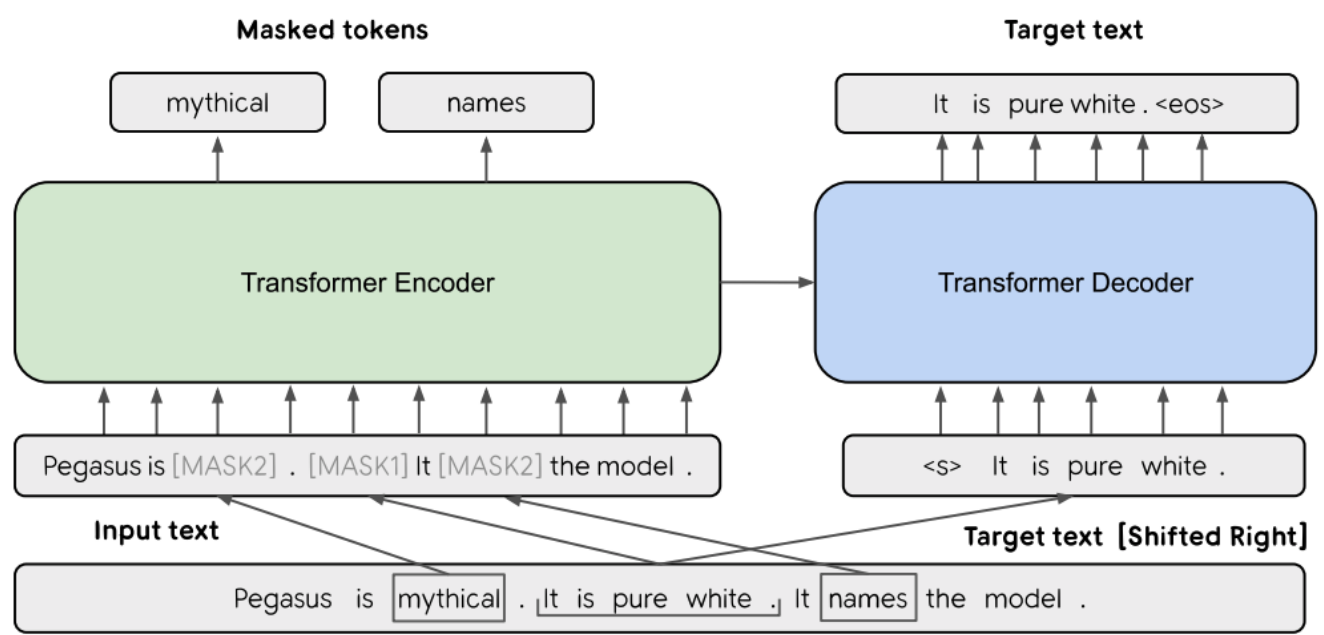 Masked tokens
Target text
mythical
names
It is pure white . <eos>
Transformer Encoder
Transformer Decoder
Pegasus is [MASK2] . [MASK1] It [MASK2] the model .
<s> It is pure white .
Input text
Target text [Shifted Right]
Pegasus is mythical . It is pure white . It names the model .